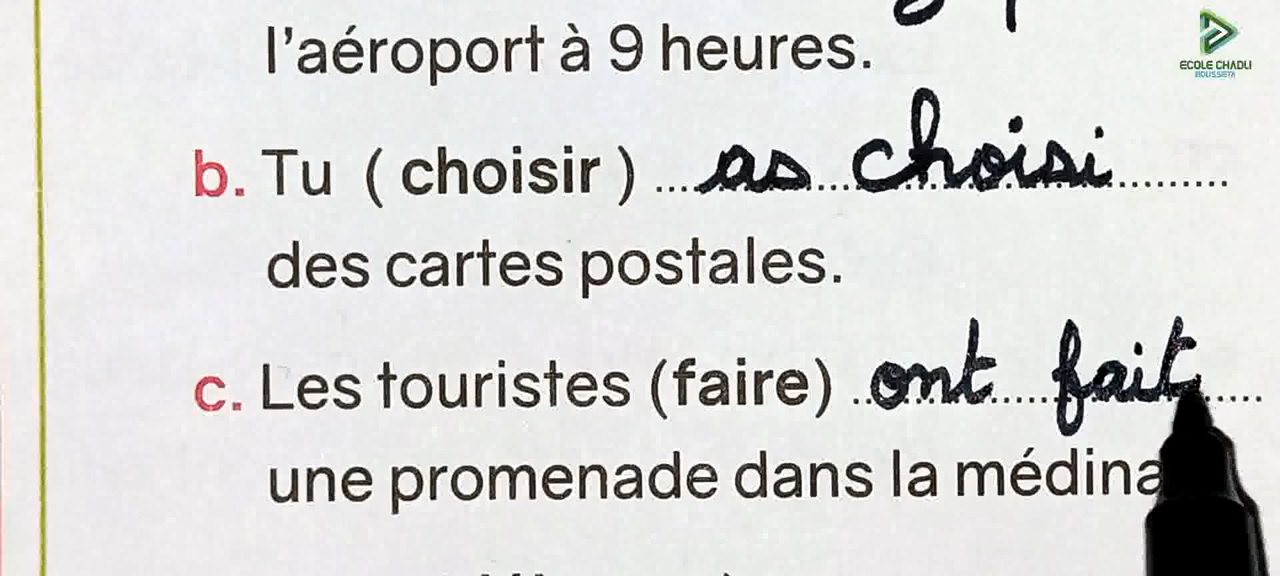 l'aéroport à 9 heures.
ECOLE CHADLI
b. Tu ( choisir ) ..... as choisi ..........
des cartes postales.
c. Les touristes (faire) .. ont fait .....
une promenade dans la médina